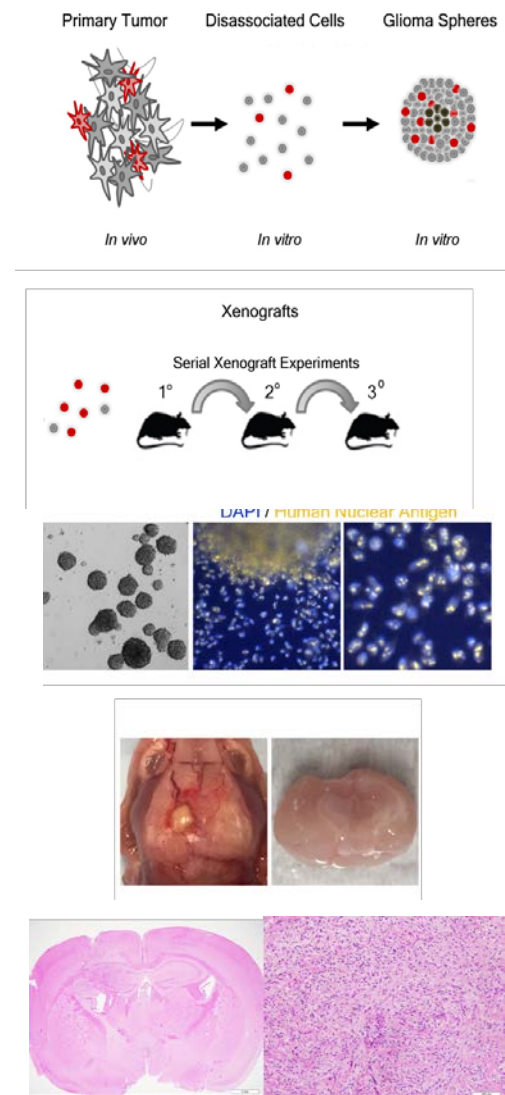 Primary Tumor Disassociated Cells Glioma Spheres
In vivo In vitro In vitro
Xenografts
Serial Xenograft Experiments
1° 2° 3⁰
DAPI / Human Nuclear Antigen